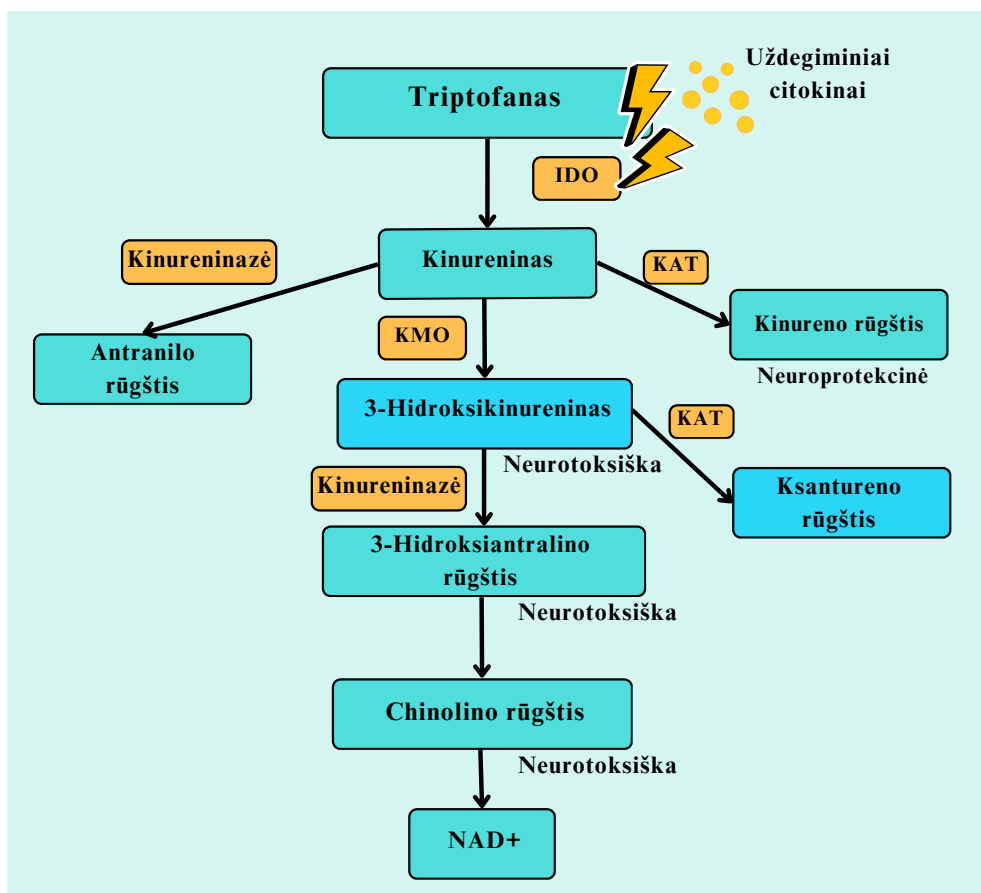 Uždegiminiai
citokinai
Triptofanas
IDO
Kinureninazė
Kinureninas
KAT
Antranilo
rūgštis
KMO
Kinureno rūgštis
Neuroprotekcinė
3-Hidroksikinureninas
KAT
Neurotoksiška
Kinureninazė
Ksantureno
rūgštis
3-Hidroksiantralino
rūgštis
Neurotoksiška
Chinolino rūgštis
Neurotoksiška
NAD+